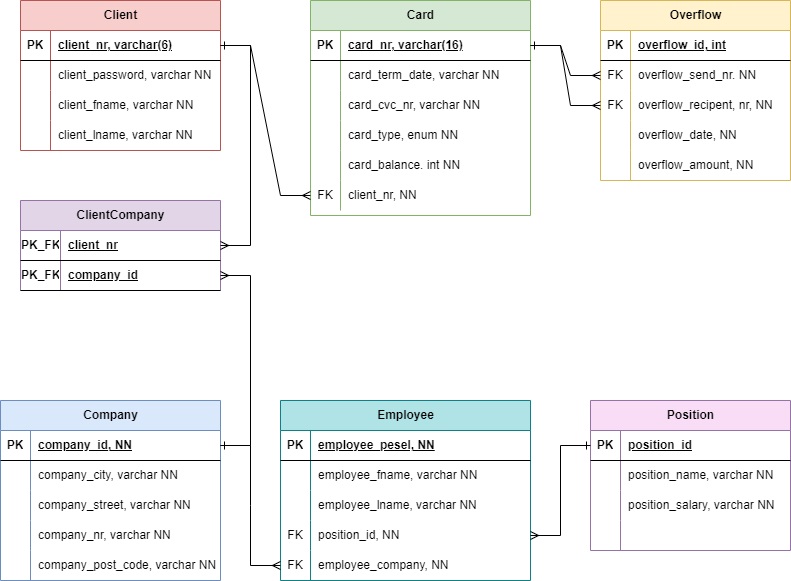 Client
PK client_nr, varchar(6)
client_password, varchar NN
client_fname, varchar NN
client_lname, varchar NN
Card
PK card_nr, varchar(16)
card_term_date, varchar NN
card_cvc_nr, varchar NN
card_type, enum NN
card_balance. int NN
FK client_nr, NN
Overflow
PK overflow_id, int
FK overflow_send_nr. NN
FK overflow_recipent, nr, NN
overflow_date, NN
overflow_amount, NN
ClientCompany
PK_FK client_nr
PK_FK company_id
Company
PK company_id, NN
company_city, varchar NN
company_street, varchar NN
company_nr, varchar NN
company_post_code, varchar NN
Employee
PK employee_pesel, NN
employee_fname, varchar NN
employee_lname, varchar NN
FK position_id, NN
FK employee_company, NN
Position
PK position_id
position_name, varchar NN
position_salary, varchar NN